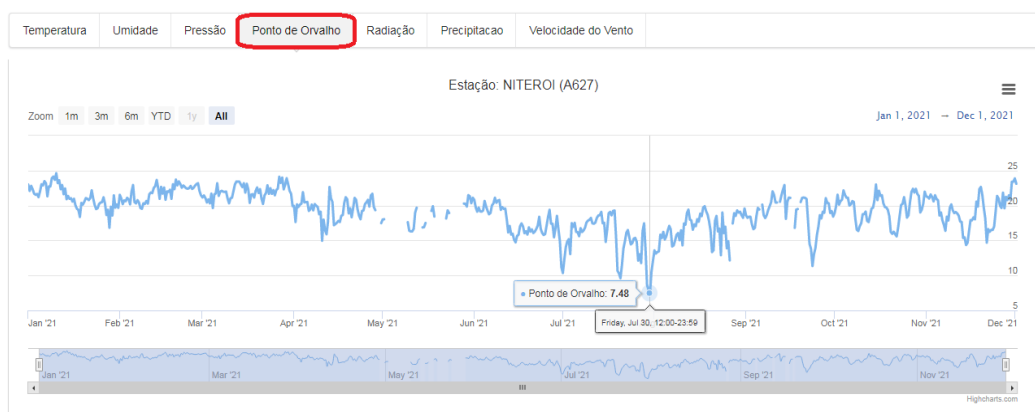 Temperatura Umidade Pressão Ponto de Orvalho Radiação Precipitacao Velocidade do Vento
Estação: NITEROI (A627)
Zoom 1m 3m 6m YTD 1y All Jan 1, 2021 → Dec 1, 2021
25
20
15
10
5
Ponto de Orvalho: 7.48
Friday, Jul 30, 12:00-23:59
Jan '21 Feb '21 Mar '21 Apr '21 May '21 Jun '21 Jul '21 Sep '21 Oct '21 Nov '21 Dec '21
Jan '21 Mar '21 May '21 Jul '21 Sep '21 Nov '21
Highcharts.com